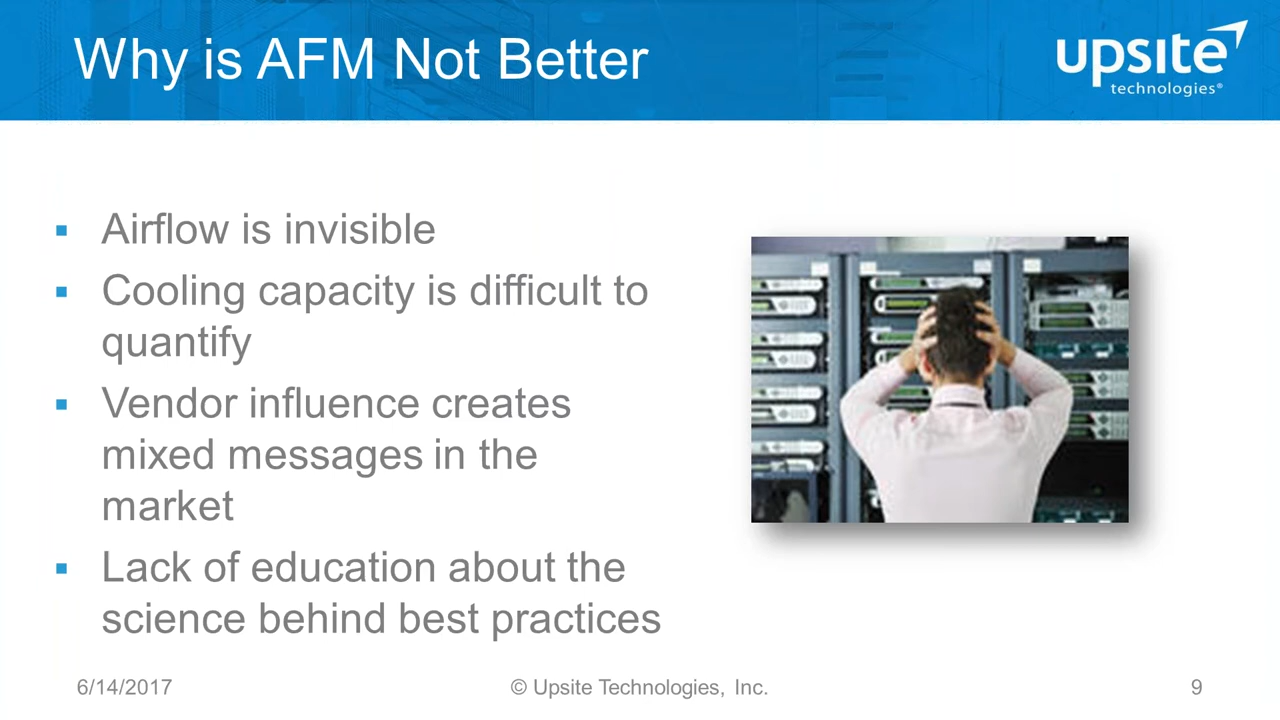 Why is AFM Not Better
upsite
technologies®
▪ Airflow is invisible
▪ Cooling capacity is difficult to
quantify
▪ Vendor influence creates
mixed messages in the
market
▪ Lack of education about the
science behind best practices
6/14/2017
© Upsite Technologies, Inc.
9